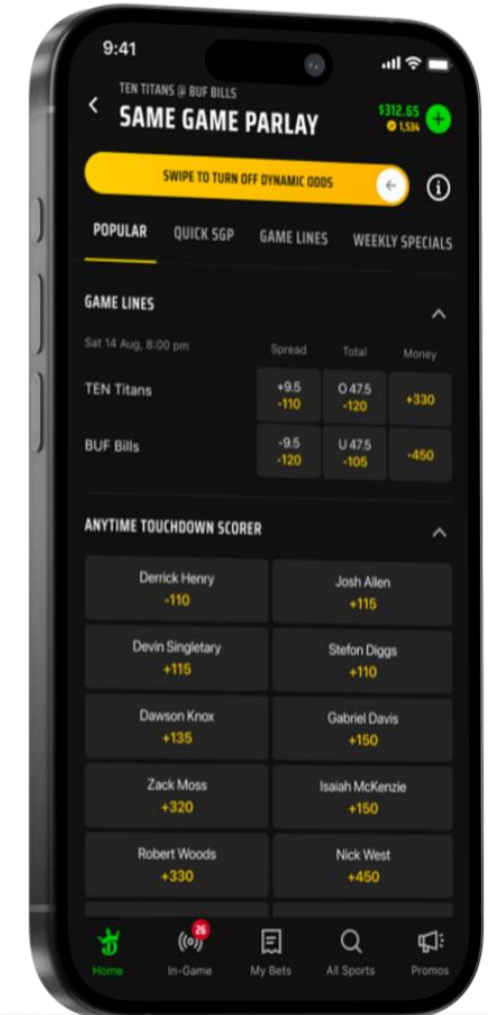 9:41
TEN TITANS @ BUF BILLS
SAME GAME PARLAY
$312.65
1,534
SWIPE TO TURN OFF DYNAMIC ODDS
POPULAR QUICK SGP GAME LINES WEEKLY SPECIALS
GAME LINES
Sat 14 Aug, 8:00 pm Spread Total Money
TEN Titans +9.5 -110 O 47.5 -120 +330
BUF Bills -9.5 -120 U 47.5 -105 -450
ANYTIME TOUCHDOWN SCORER
Derrick Henry Josh Allen
-110 +115
Devin Singletary Stefon Diggs
+115 +110
Dawson Knox Gabriel Davis
+135 +150
Zack Moss Isaiah McKenzie
+320 +150
Robert Woods Nick West
+330 +450
26
Home In-Game My Bets All Sports Promos